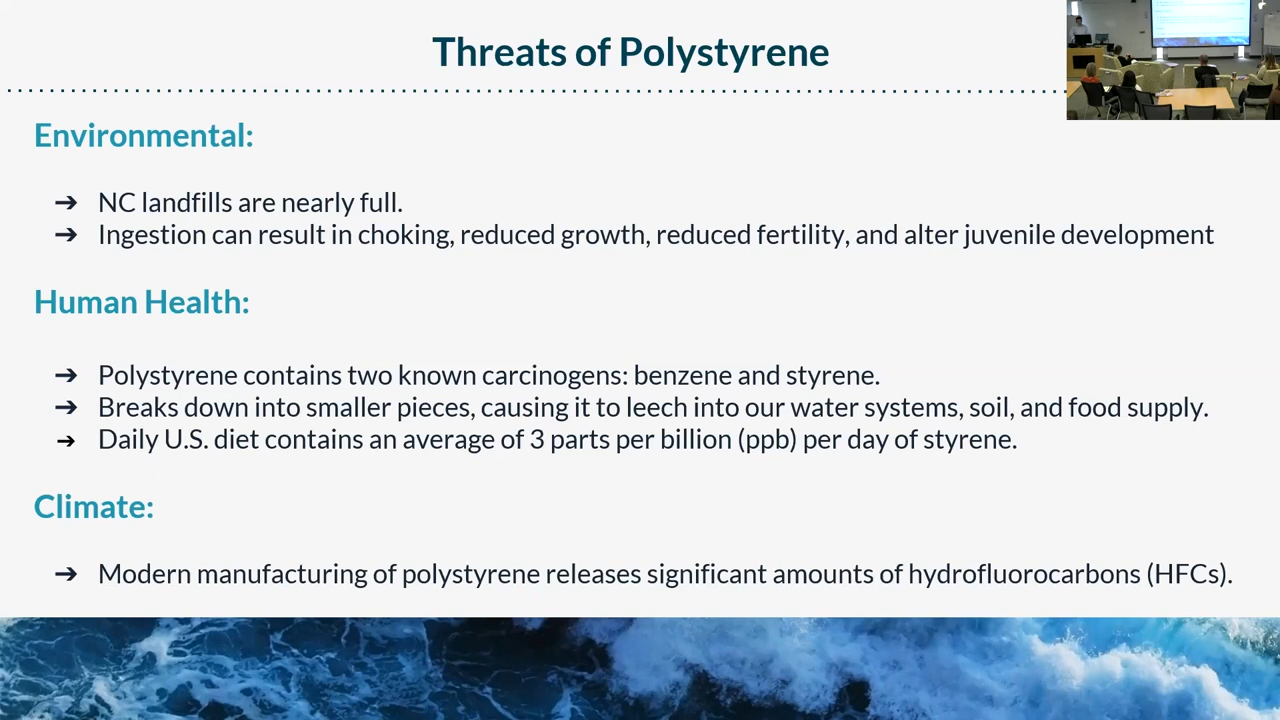 Threats of Polystyrene
Environmental:
➔ NC landfills are nearly full.
➔ Ingestion can result in choking, reduced growth, reduced fertility, and alter juvenile development
Human Health:
➔ Polystyrene contains two known carcinogens: benzene and styrene.
➔ Breaks down into smaller pieces, causing it to leech into our water systems, soil, and food supply.
➔ Daily U.S. diet contains an average of 3 parts per billion (ppb) per day of styrene.
Climate:
➔ Modern manufacturing of polystyrene releases significant amounts of hydrofluorocarbons (HFCs).